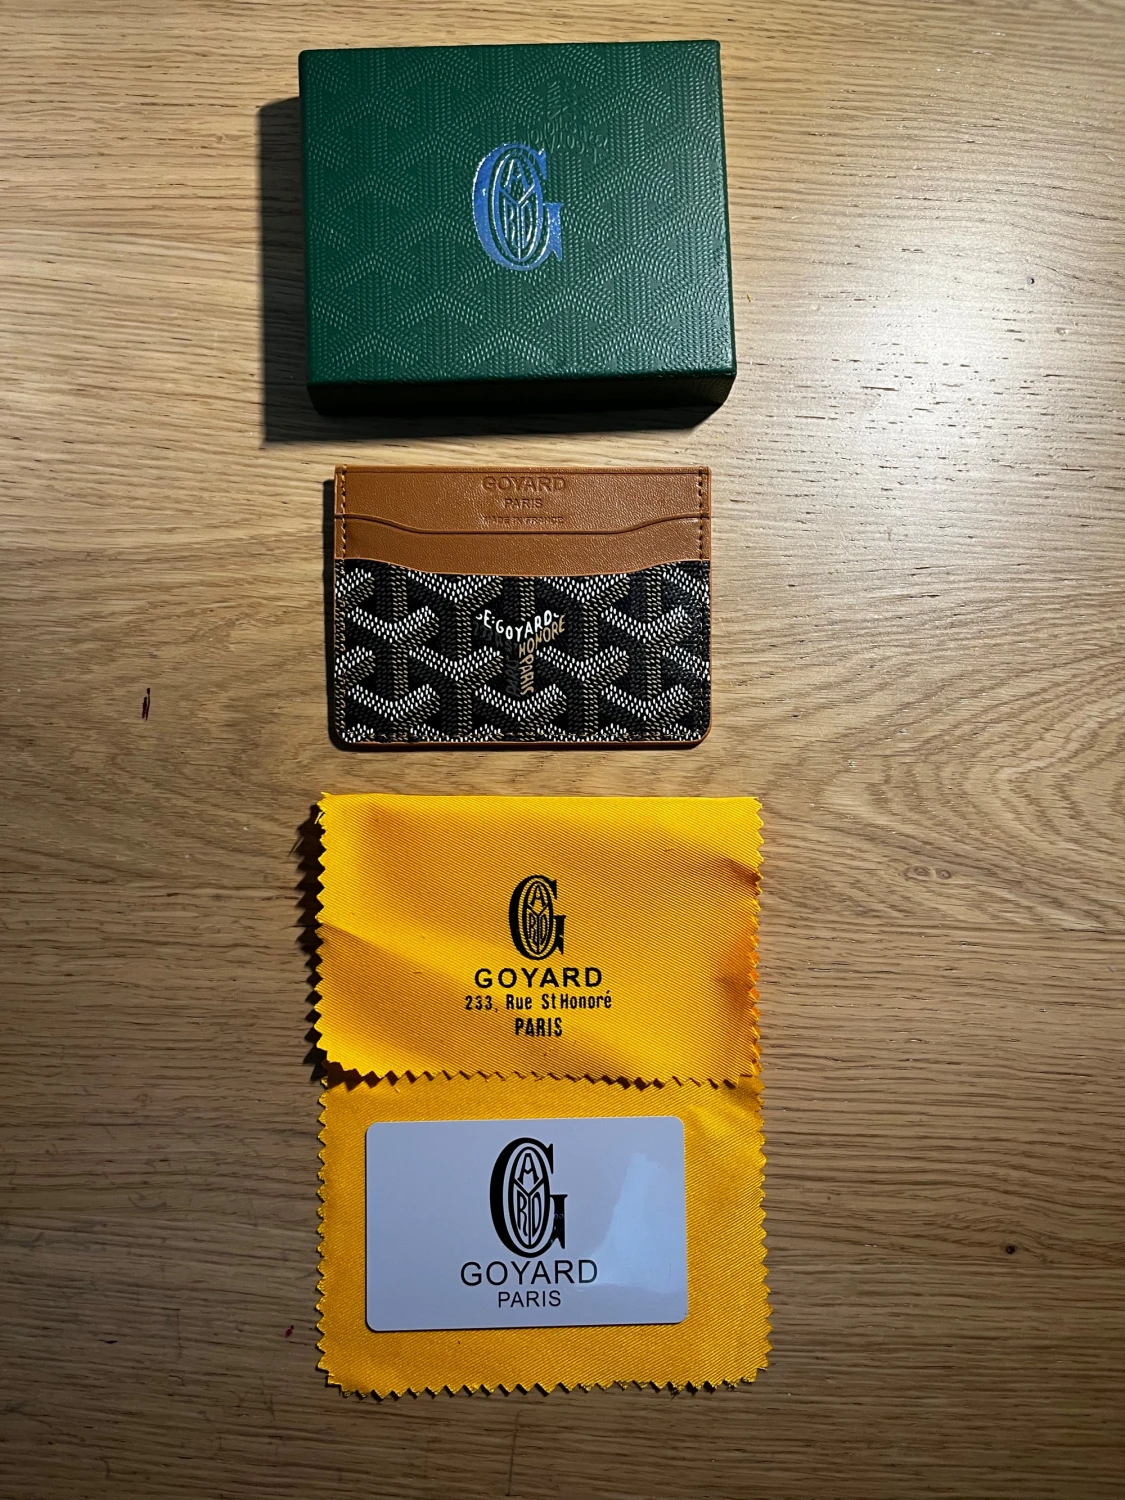 GOYARD
PARIS
MADE IN FRANCE
E·GOYARD·
HONORE
PARIS
GOYARD
233, Rue St Honoré
PARIS
GOYARD
PARIS